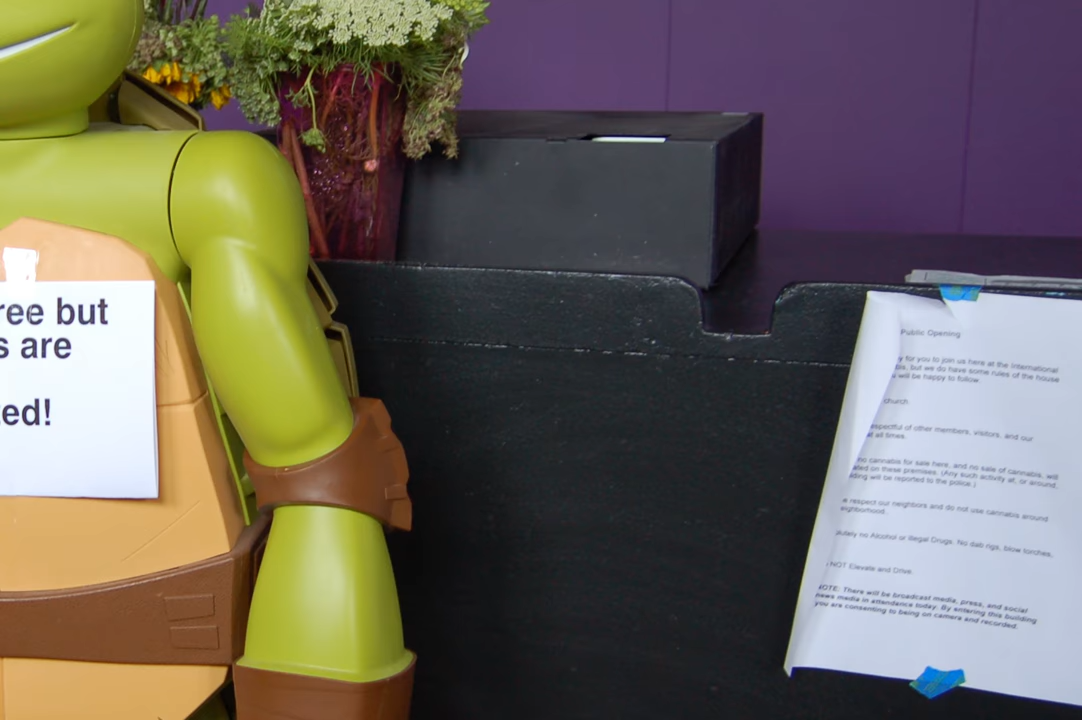 ree but
s are
ted!
Public Opening
y for you to join us here at the International
bis, but we do have some rules of the house
will be happy to follow.
church.
espectful of other members, visitors, and our
at all times.
no cannabis for sale here, and no sale of cannabis, will
ated on these premises. (Any such activity at, or around,
ilding will be reported to the police.)
e respect our neighbors and do not use cannabis around
eighborhood.
olutely no Alcohol or Illegal Drugs. No dab rigs, blow torches,
NOT Elevate and Drive.
NOTE: There will be broadcast media, press, and social
news media in attendance today. By entering this building
you are consenting to being on camera and recorded.